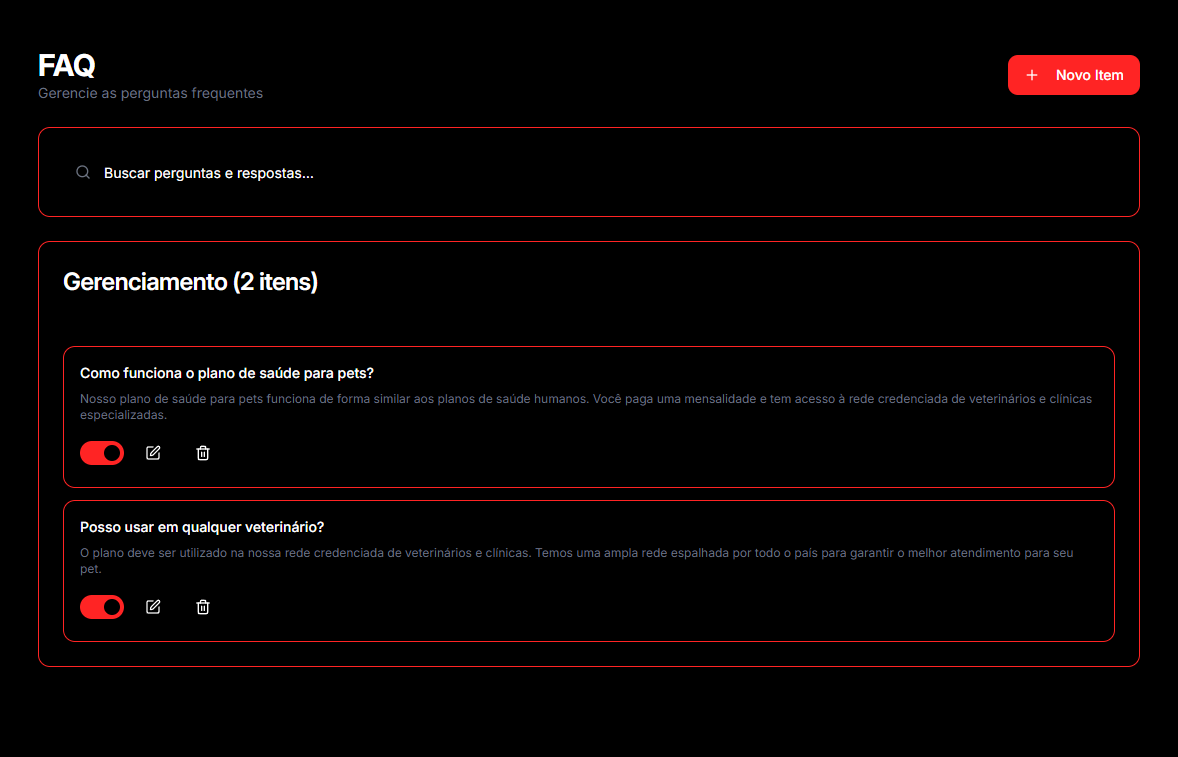 FAQ
Gerencie as perguntas frequentes
Novo Item
Buscar perguntas e respostas...
Gerenciamento (2 itens)
Como funciona o plano de saúde para pets?
Nosso plano de saúde para pets funciona de forma similar aos planos de saúde humanos. Você paga uma mensalidade e tem acesso à rede credenciada de veterinários e clínicas
especializadas.
Posso usar em qualquer veterinário?
O plano deve ser utilizado na nossa rede credenciada de veterinários e clínicas. Temos uma ampla rede espalhada por todo o país para garantir o melhor atendimento para seu
pet.